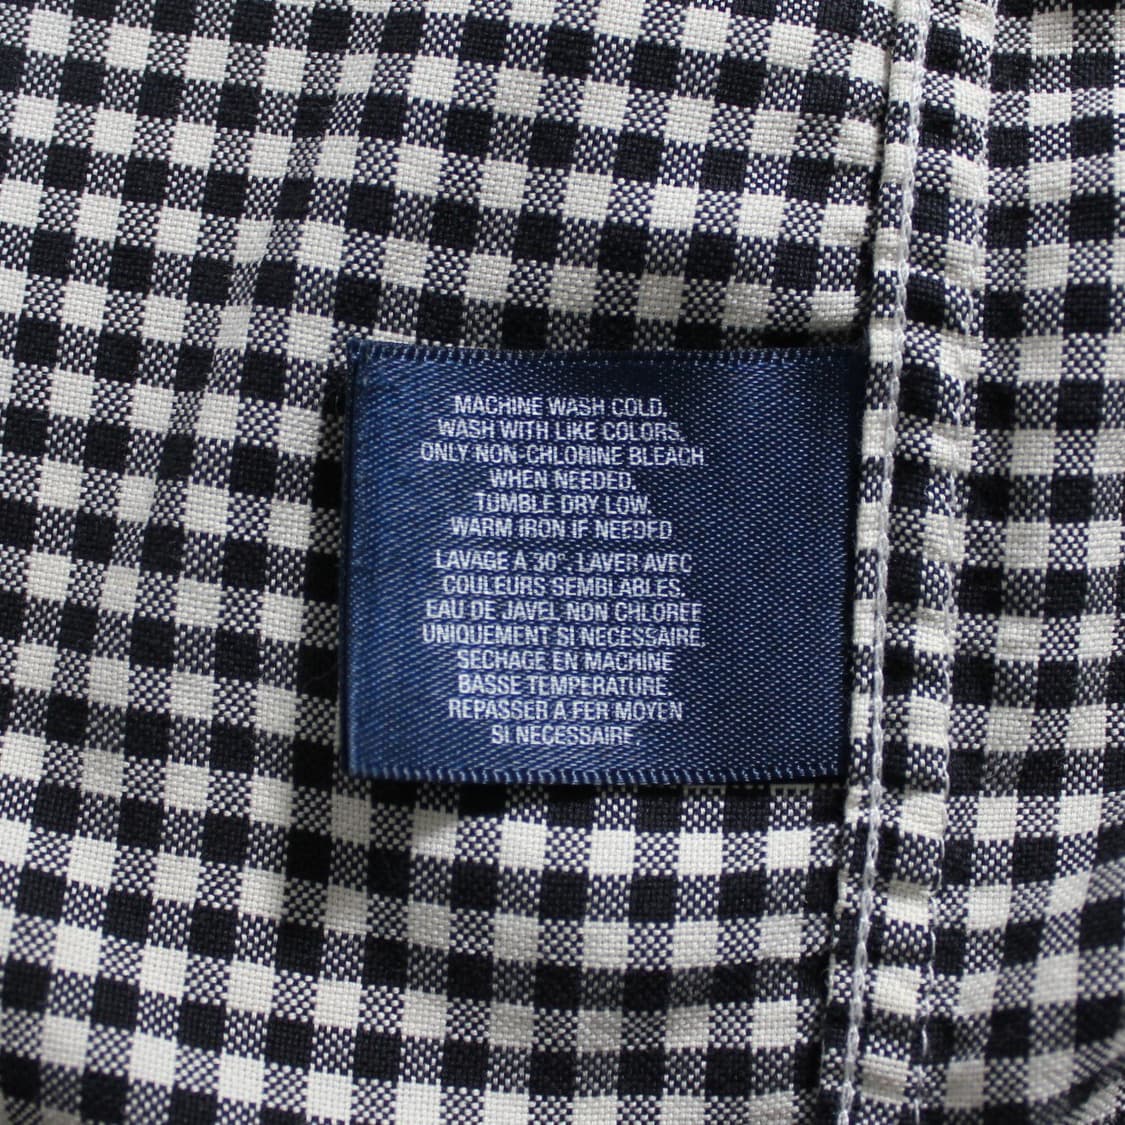 MACHINE WASH COLD.
WASH WITH LIKE COLORS.
ONLY NON-CHLORINE BLEACH
WHEN NEEDED.
TUMBLE DRY LOW.
WARM IRON IF NEEDED
LAVAGE A 30°. LAVER AVEC
COULEURS SEMBLABLES.
EAU DE JAVEL NON CHLOREE
UNIQUEMENT SI NECESSAIRE.
SECHAGE EN MACHINE
BASSE TEMPERATURE.
REPASSER A FER MOYEN
SI NECESSAIRE.